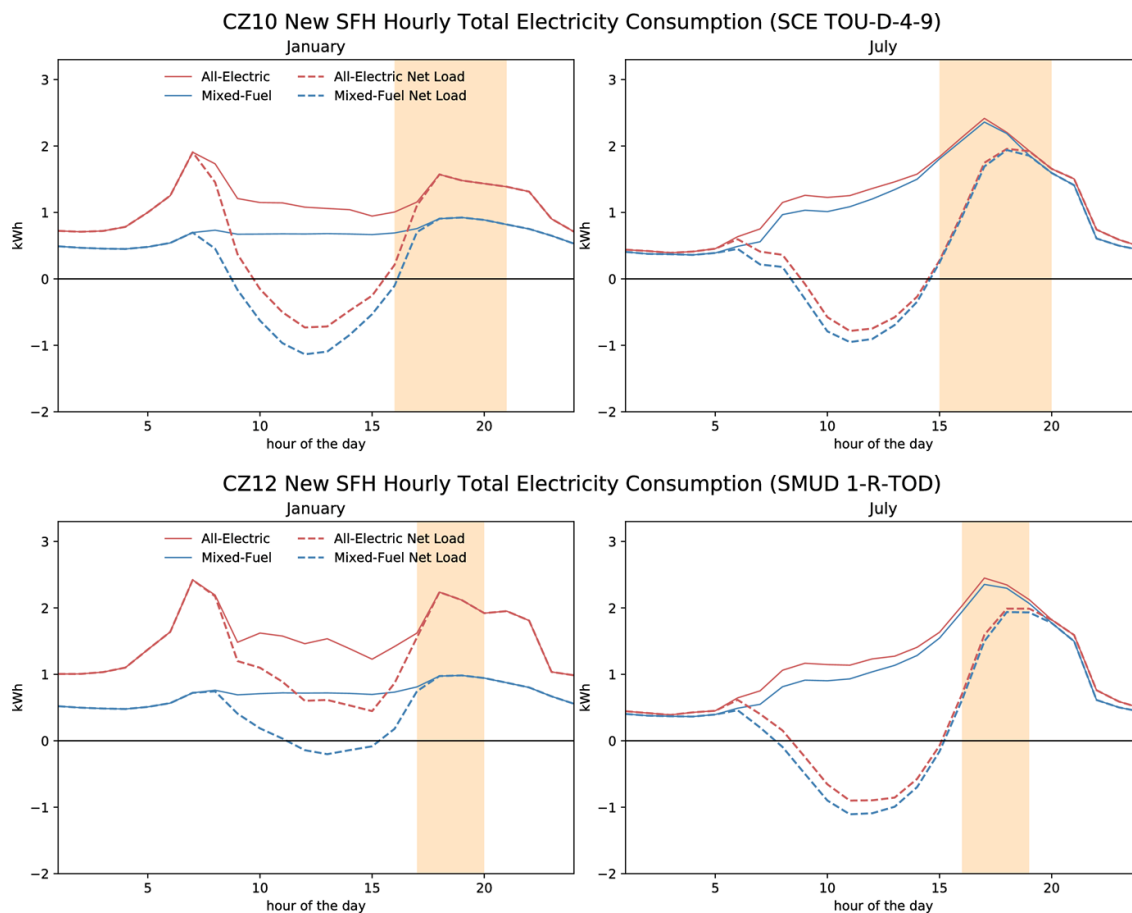 CZ10 New SFH Hourly Total Electricity Consumption (SCE TOU-D-4-9)
January
3
2
1
0
−1
−2
kWh
All-Electric
Mixed-Fuel
All-Electric Net Load
Mixed-Fuel Net Load
5
10
15
20
hour of the day
July
3
2
1
0
−1
−2
kWh
5
10
15
20
hour of the day
CZ12 New SFH Hourly Total Electricity Consumption (SMUD 1-R-TOD)
January
3
2
1
0
−1
−2
kWh
All-Electric
Mixed-Fuel
All-Electric Net Load
Mixed-Fuel Net Load
5
10
15
20
hour of the day
July
3
2
1
0
−1
−2
kWh
5
10
15
20
hour of the day